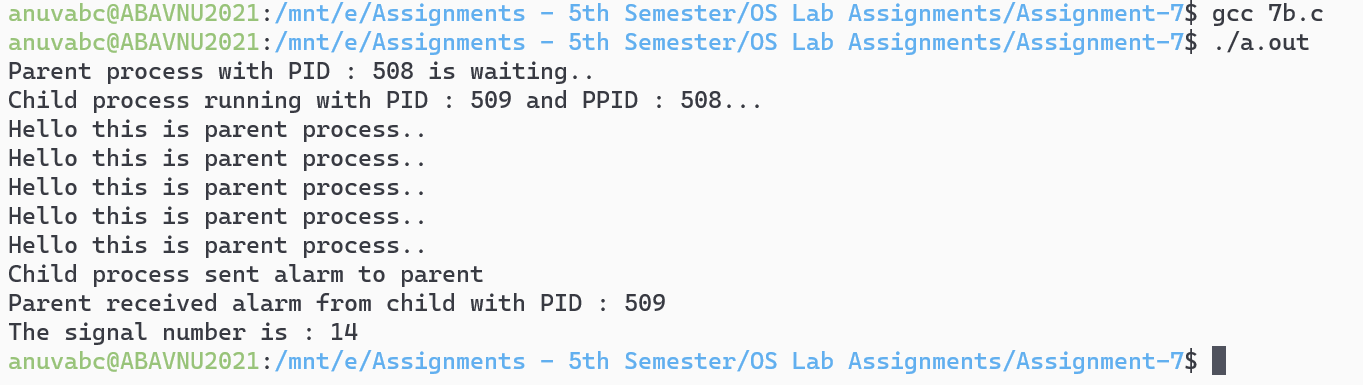 anuvabc@ABAVNU2021:/mnt/e/Assignments - 5th Semester/OS Lab Assignments/Assignment-7$ gcc 7b.c
anuvabc@ABAVNU2021:/mnt/e/Assignments - 5th Semester/OS Lab Assignments/Assignment-7$ ./a.out
Parent process with PID : 508 is waiting..
Child process running with PID : 509 and PPID : 508...
Hello this is parent process..
Hello this is parent process..
Hello this is parent process..
Hello this is parent process..
Hello this is parent process..
Child process sent alarm to parent
Parent received alarm from child with PID : 509
The signal number is : 14
anuvabc@ABAVNU2021:/mnt/e/Assignments - 5th Semester/OS Lab Assignments/Assignment-7$